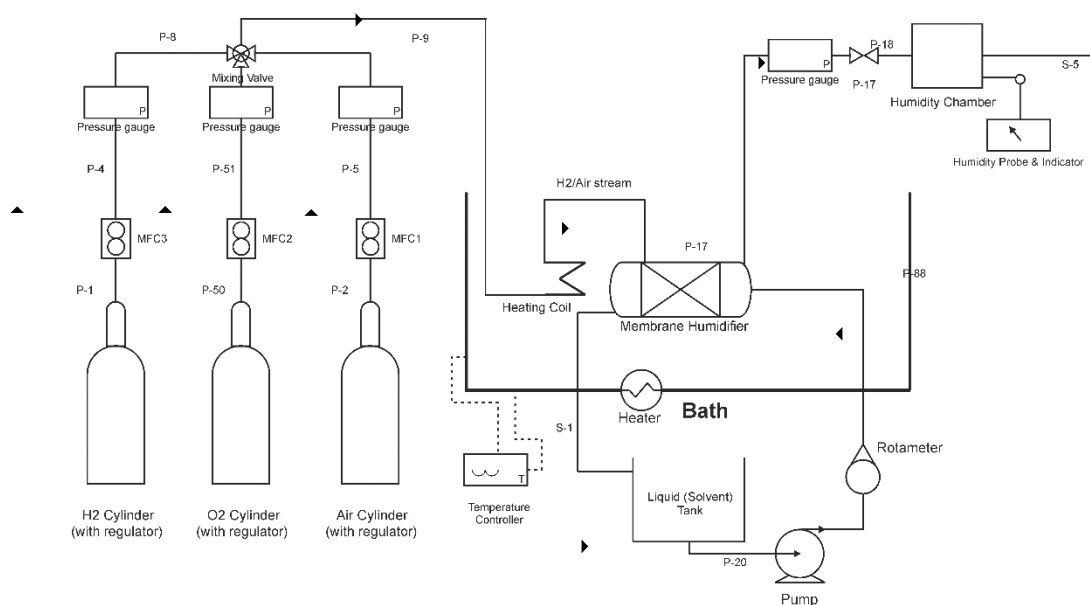 P-8
P-9
Mixing Valve
P
Pressure gauge
P
Pressure gauge
P
Pressure gauge
P-4
P-51
P-5
MFC3
MFC2
MFC1
P-1
P-50
P-2
H2 Cylinder
(with regulator)
O2 Cylinder
(with regulator)
Air Cylinder
(with regulator)
P
Pressure gauge
P-18
P-17
Humidity Chamber
S-5
Humidity Probe & Indicator
H2/Air stream
P-17
P-88
Heating Coil
Membrane Humidifier
Heater
Bath
S-1
T
Temperature
Controller
Liquid (Solvent)
Tank
Rotameter
P-20
Pump